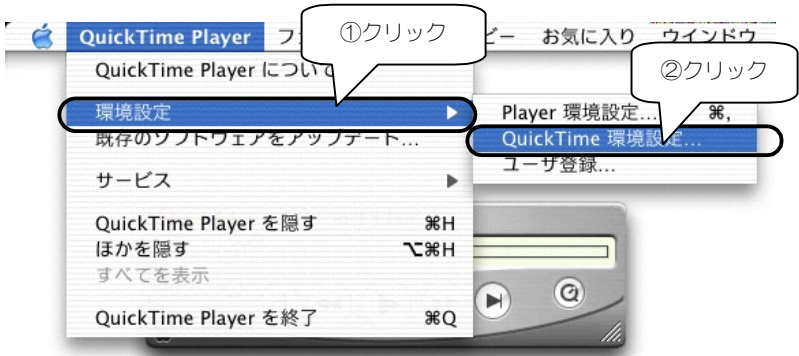 ①クリック
QuickTime Player お気に入り ウインドウ
②クリック
QuickTime Player について
環境設定
既存のソフトウェアをアップデート...
サービス
QuickTime Player を隠す ⌘H
ほかを隠す ⌥⌘H
すべてを表示
QuickTime Player を終了 ⌘Q
Player 環境設定... ⌘,
QuickTime 環境設定...
ユーザ登録...